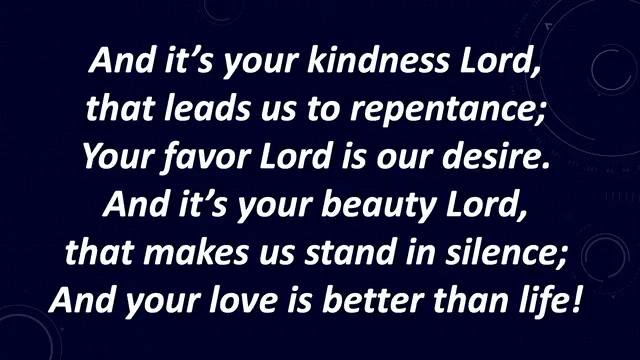 And it’s your kindness Lord,
that leads us to repentance;
Your favor Lord is our desire.
And it’s your beauty Lord,
that makes us stand in silence;
And your love is better than life!